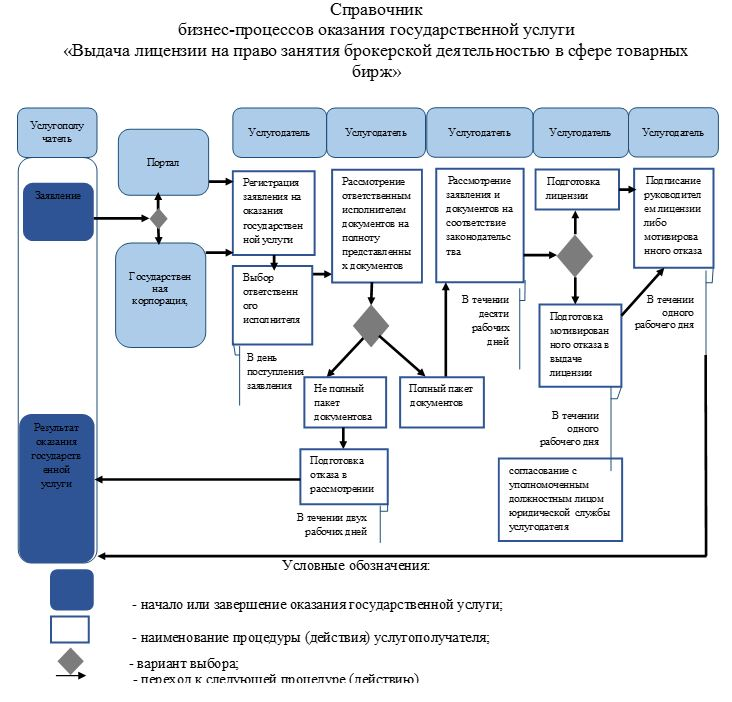 Справочник
бизнес-процессов оказания государственной услуги
«Выдача лицензии на право занятия брокерской деятельностью в сфере товарных
бирж»
Услугополу
чатель
Портал
Услугодатель
Услугодатель
Услугодатель
Услугодатель
Услугодатель
Заявление
Государствен
ная
корпорация,
Регистрация
заявления на
оказания
государствен
ной услуги
Выбор
ответственн
ого
исполнителя
В день
поступления
заявления
Рассмотрение
ответственным
исполнителем
документов на
полноту
представленны
х документов
Рассмотрение
заявления и
документов на
соответствие
законодательс
тва
В течении
десяти
рабочих
дней
Подготовка
лицензии
Подписание
руководител
ем лицензии
либо
мотивирова
нного отказа
В течении
одного
рабочего дня
Подготовка
мотивирован
ного отказа в
выдаче
лицензии
В течении
одного
рабочего дня
Не полный
пакет
документова
Полный пакет
документов
Подготовка
отказа в
рассмотрении
В течении двух
рабочих дней
согласование с
уполномоченным
должностным лицом
юридической службы
услугодателя
Результат
оказания
государств
енной
услуги
Условные обозначения:
- начало или завершение оказания государственной услуги;
- наименование процедуры (действия) услугополучателя;
- вариант выбора;
- переход к следующей процедуре (действию)